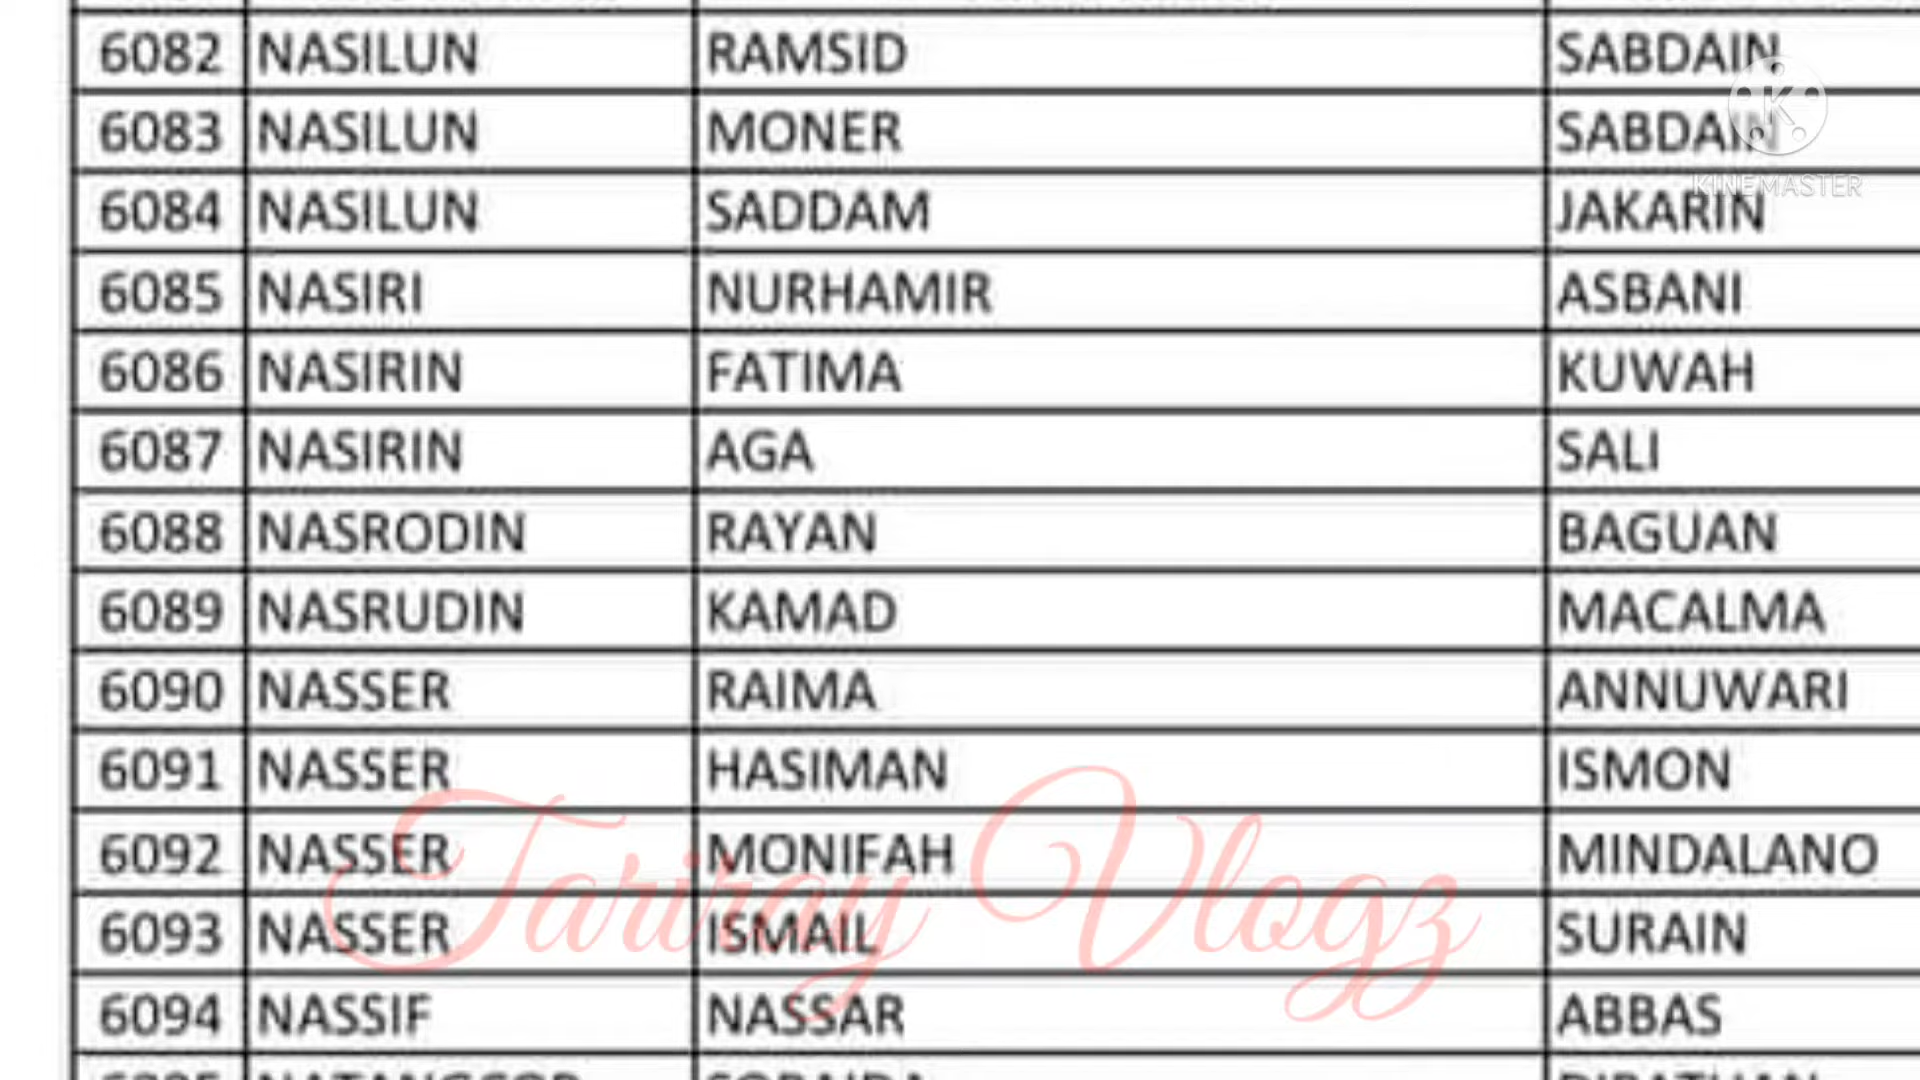 6082 NASILUN RAMSID SABDAIN
6083 NASILUN MONER SABDAIN
KINEMASTER
6084 NASILUN SADDAM JAKARIN
6085 NASIRI NURHAMIR ASBANI
6086 NASIRIN FATIMA KUWAH
6087 NASIRIN AGA SALI
6088 NASRODIN RAYAN BAGUAN
6089 NASRUDIN KAMAD MACALMA
6090 NASSER RAIMA ANNUWARI
6091 NASSER HASIMAN ISMON
6092 NASSER MONIFAH MINDALANO
Tariray Vlogz
6093 NASSER ISMAIL SURAIN
6094 NASSIF NASSAR ABBAS